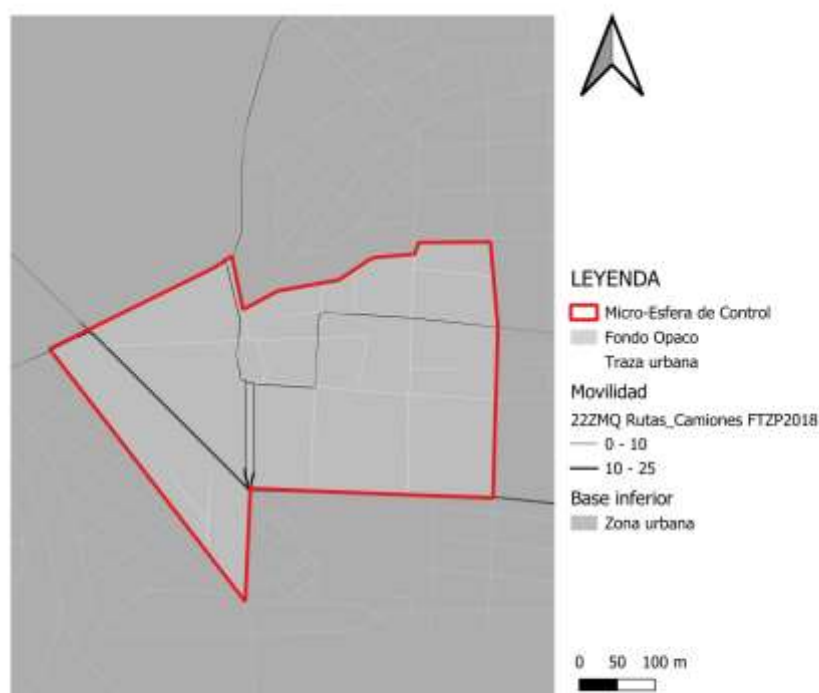 LEYENDA
Micro-Esfera de Control
Fondo Opaco
Traza urbana
Movilidad
22ZMQ Rutas_Camiones FTZP2018
0 - 10
10 - 25
Base inferior
Zona urbana
0 50 100 m